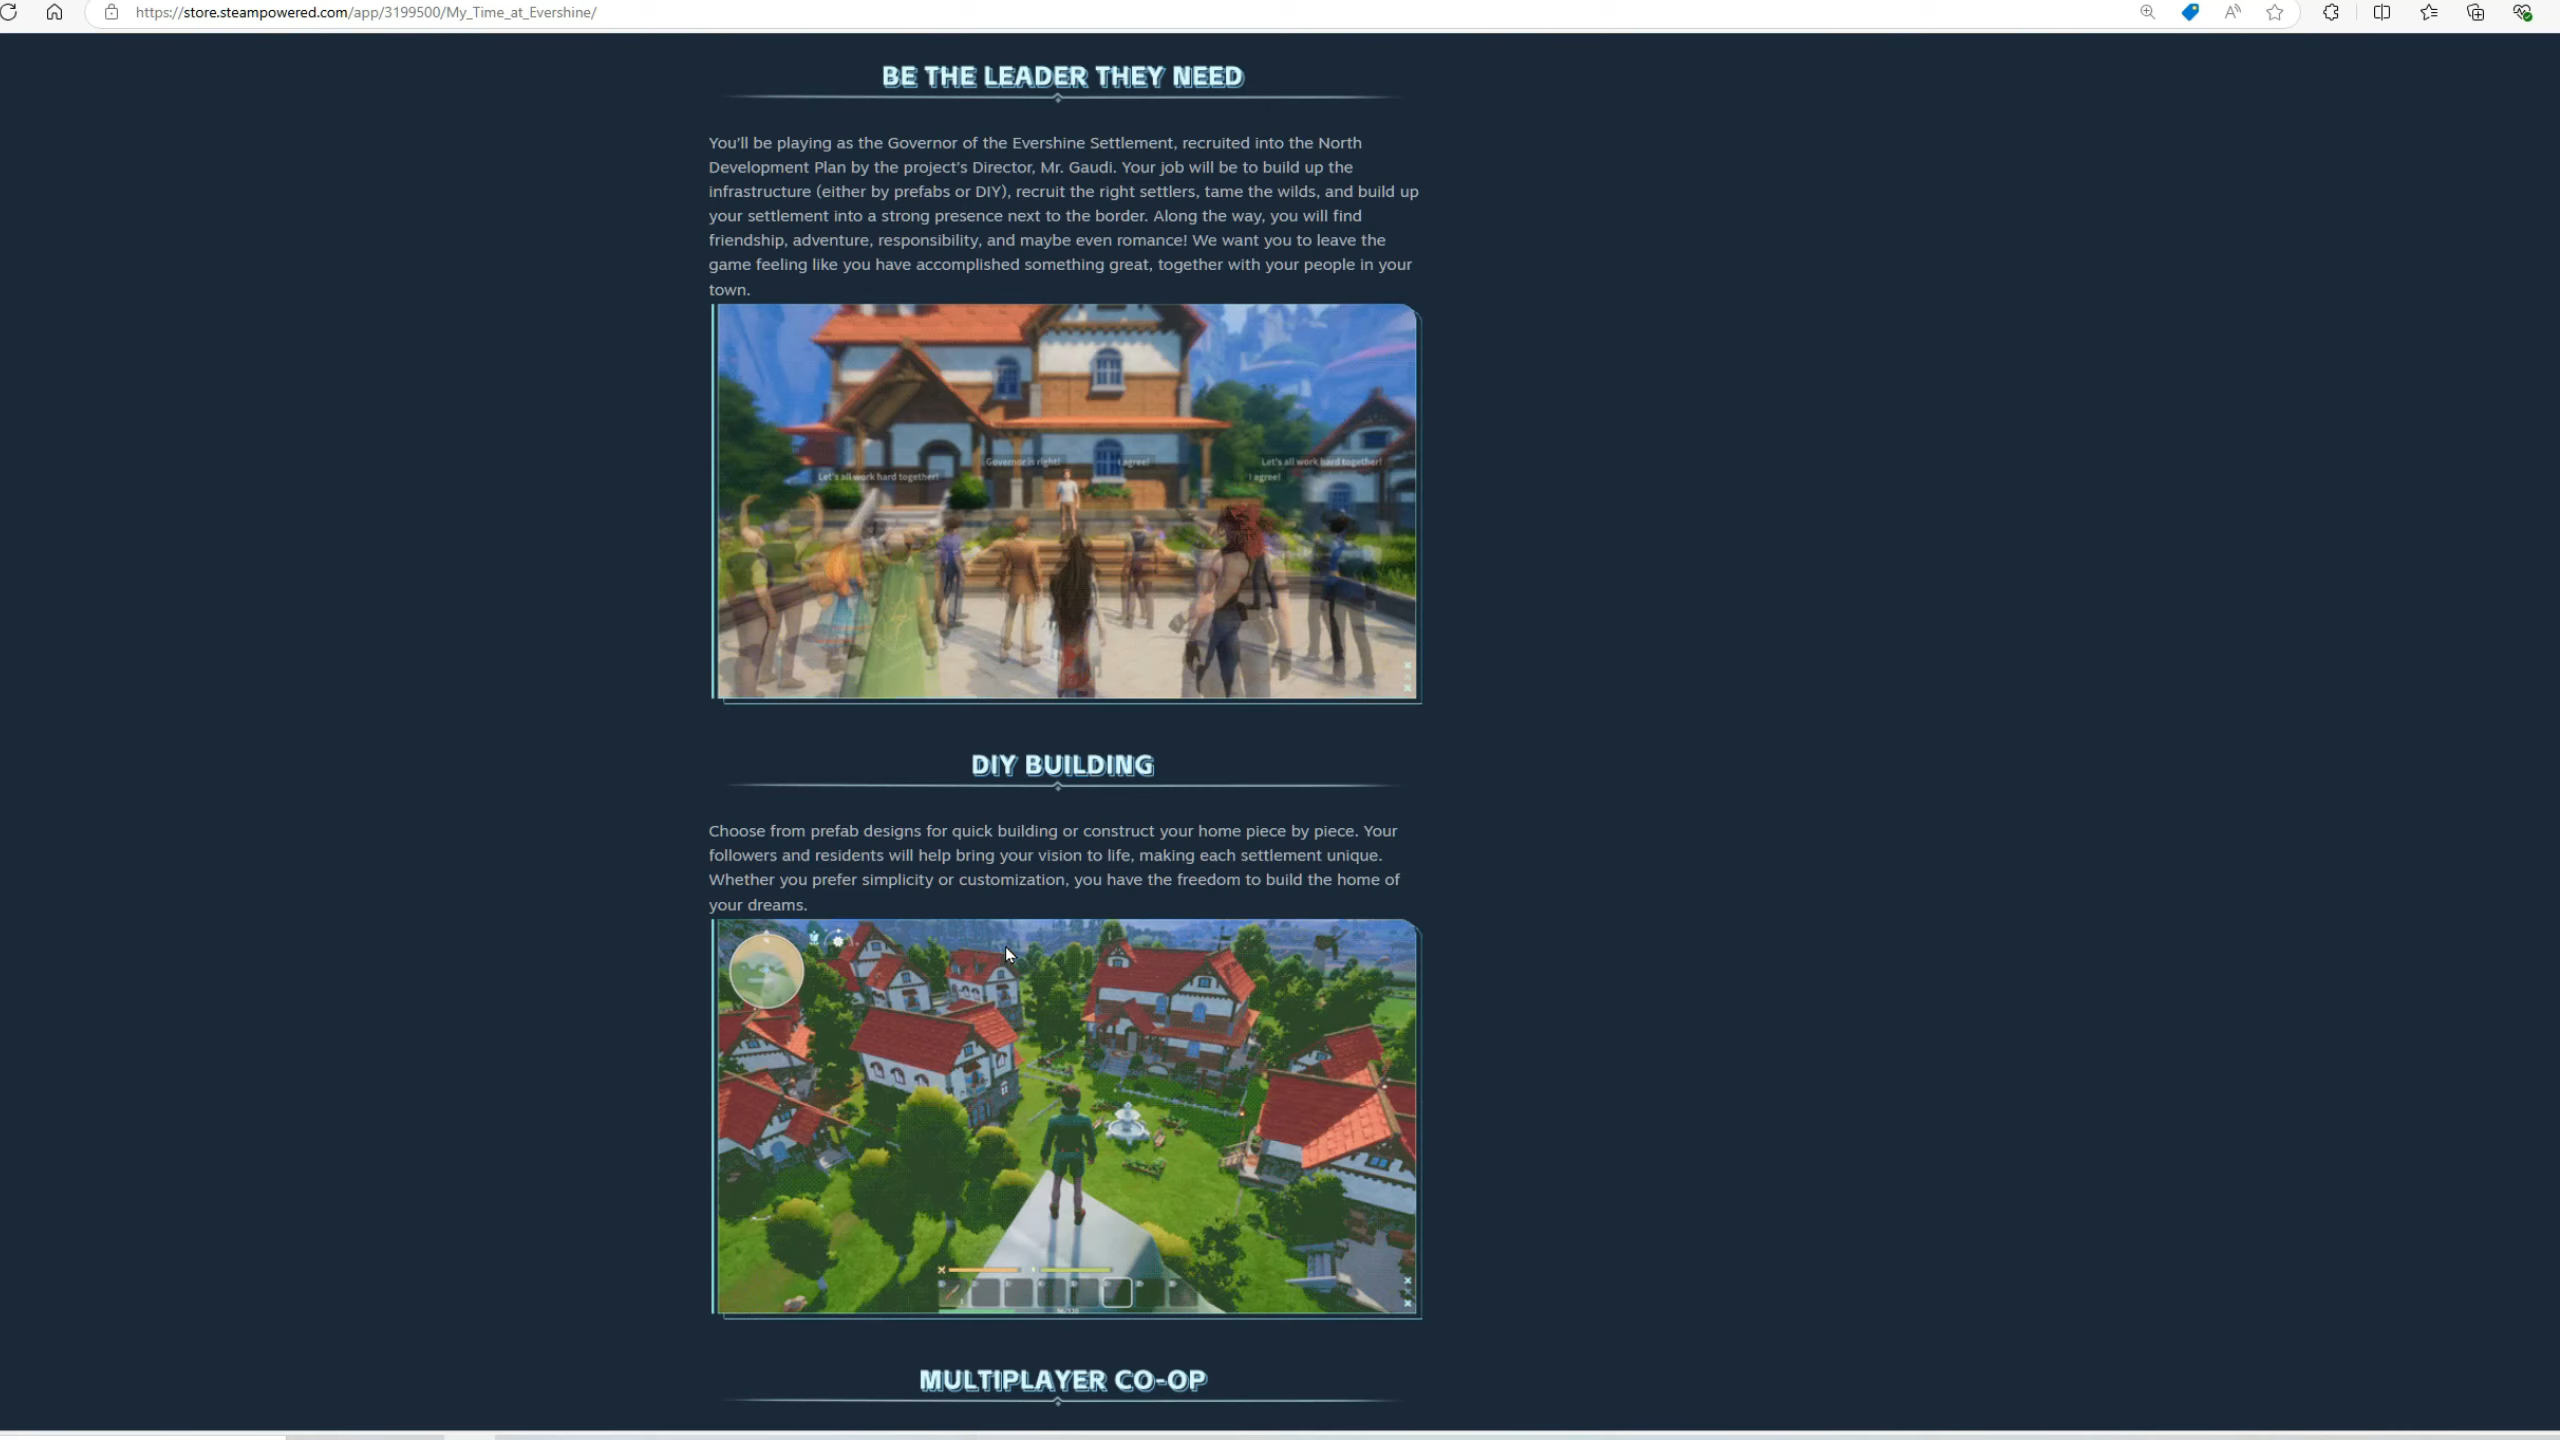 https://store.steampowered.com/app/3199500/My_Time_at_Evershine/
BE THE LEADER THEY NEED
You'll be playing as the Governor of the Evershine Settlement, recruited into the North
Development Plan by the project's Director, Mr. Gaudi. Your job will be to build up the
infrastructure (either by prefabs or DIY), recruit the right settlers, tame the wilds, and build up
your settlement into a strong presence next to the border. Along the way, you will find
friendship, adventure, responsibility, and maybe even romance! We want you to leave the
game feeling like you have accomplished something great, together with your people in your
town.
Governor is right!
I agree!
Let's all work hard together!
Let's all work hard together!
I agree!
DIY BUILDING
Choose from prefab designs for quick building or construct your home piece by piece. Your
followers and residents will help bring your vision to life, making each settlement unique.
Whether you prefer simplicity or customization, you have the freedom to build the home of
your dreams.
MULTIPLAYER CO-OP